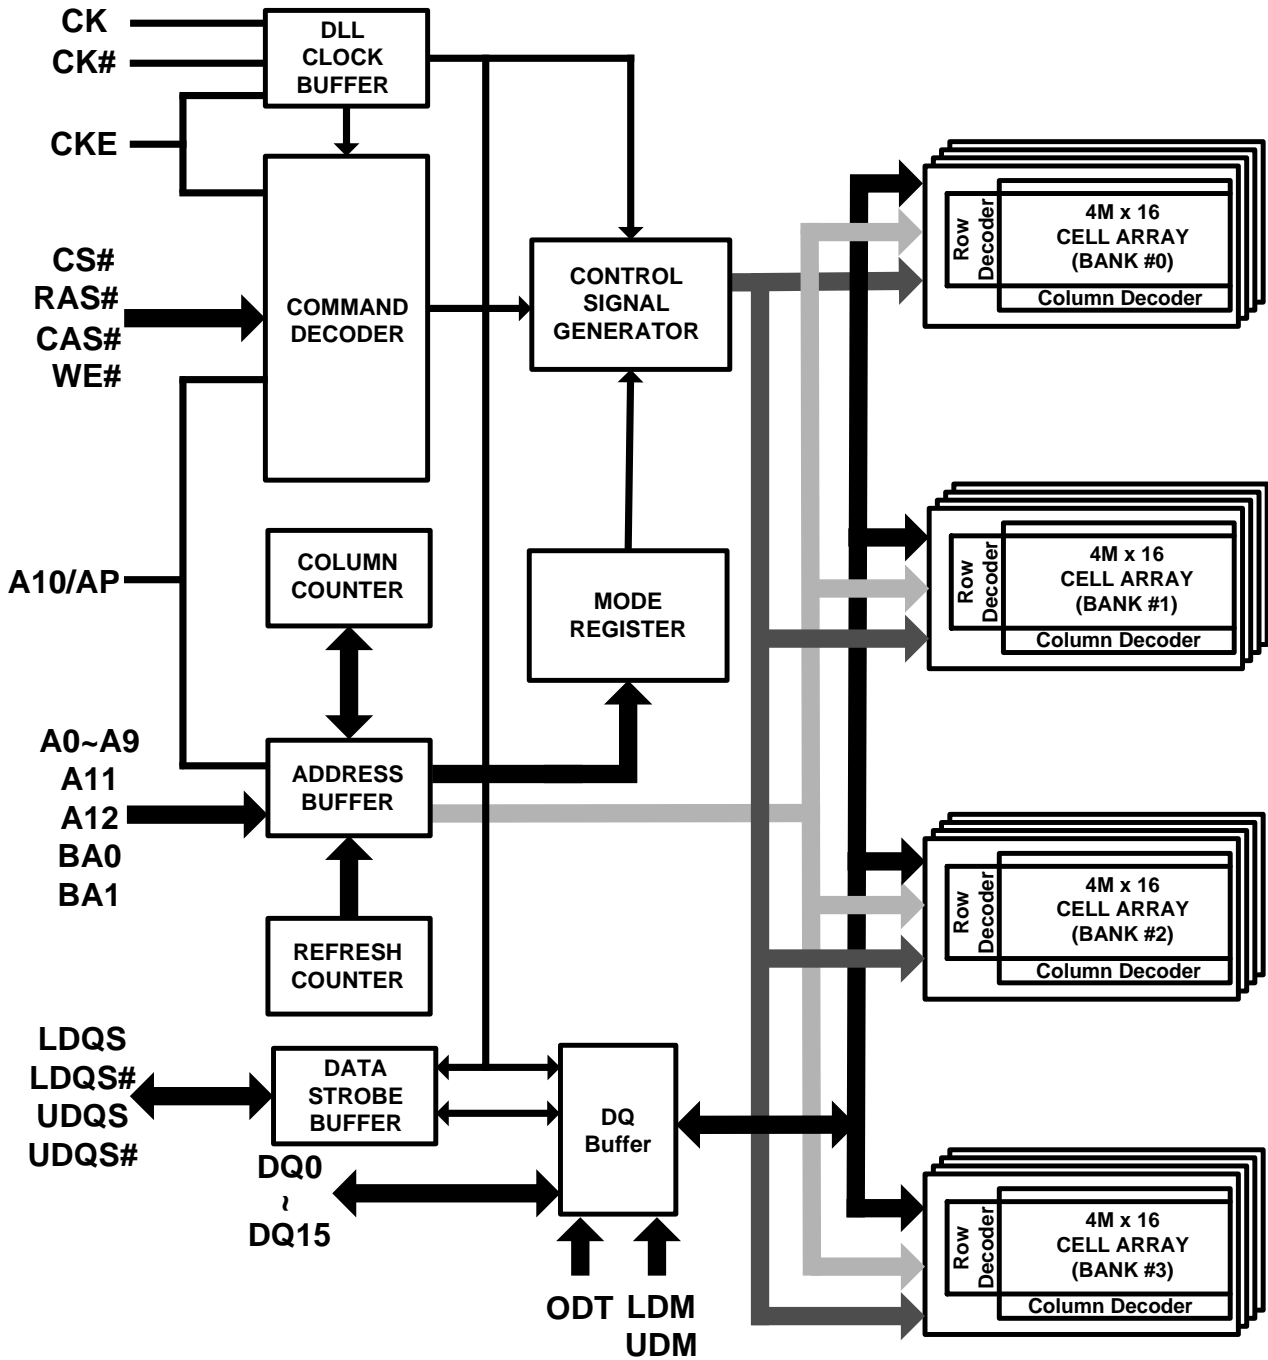 CK
CK#
CKE
DLL
CLOCK
BUFFER
CS#
RAS#
CAS#
WE#
COMMAND
DECODER
CONTROL
SIGNAL
GENERATOR
A10/AP
COLUMN
COUNTER
MODE
REGISTER
A0~A9
A11
A12
BA0
BA1
ADDRESS
BUFFER
REFRESH
COUNTER
LDQS
LDQS#
UDQS
UDQS#
DATA
STROBE
BUFFER
DQ
Buffer
DQ0
~
DQ15
ODT
LDM
UDM
Row
Decoder
4M x 16
CELL ARRAY
(BANK #0)
Column Decoder
Row
Decoder
4M x 16
CELL ARRAY
(BANK #1)
Column Decoder
Row
Decoder
4M x 16
CELL ARRAY
(BANK #2)
Column Decoder
Row
Decoder
4M x 16
CELL ARRAY
(BANK #3)
Column Decoder